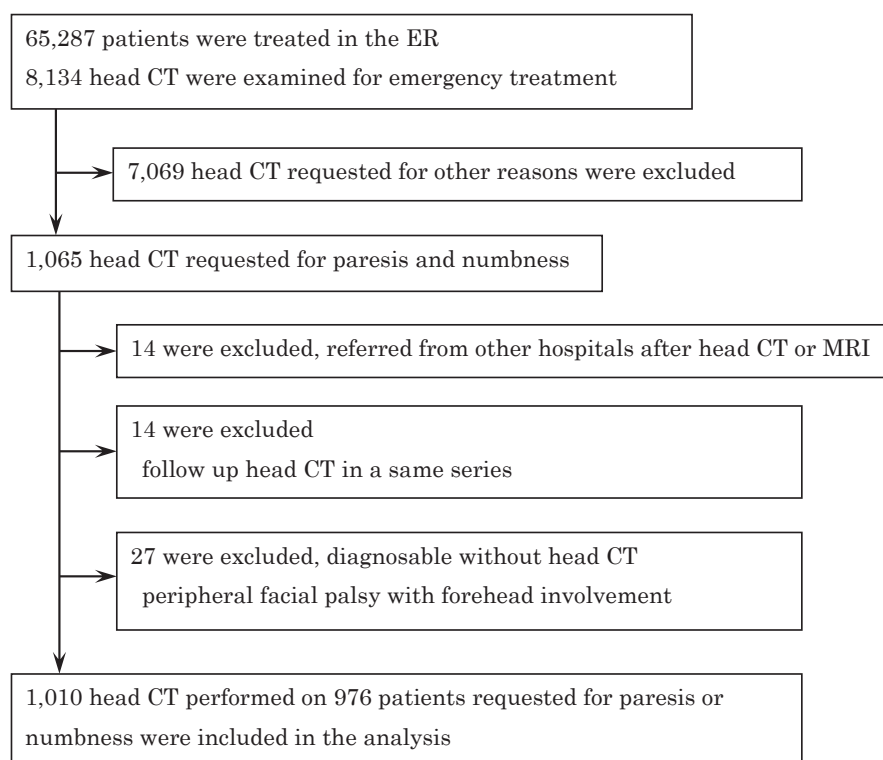 65,287 patients were treated in the ER
8,134 head CT were examined for emergency treatment
7,069 head CT requested for other reasons were excluded
1,065 head CT requested for paresis and numbness
14 were excluded, referred from other hospitals after head CT or MRI
14 were excluded
follow up head CT in a same series
27 were excluded, diagnosable without head CT
peripheral facial palsy with forehead involvement
1,010 head CT performed on 976 patients requested for paresis or
numbness were included in the analysis